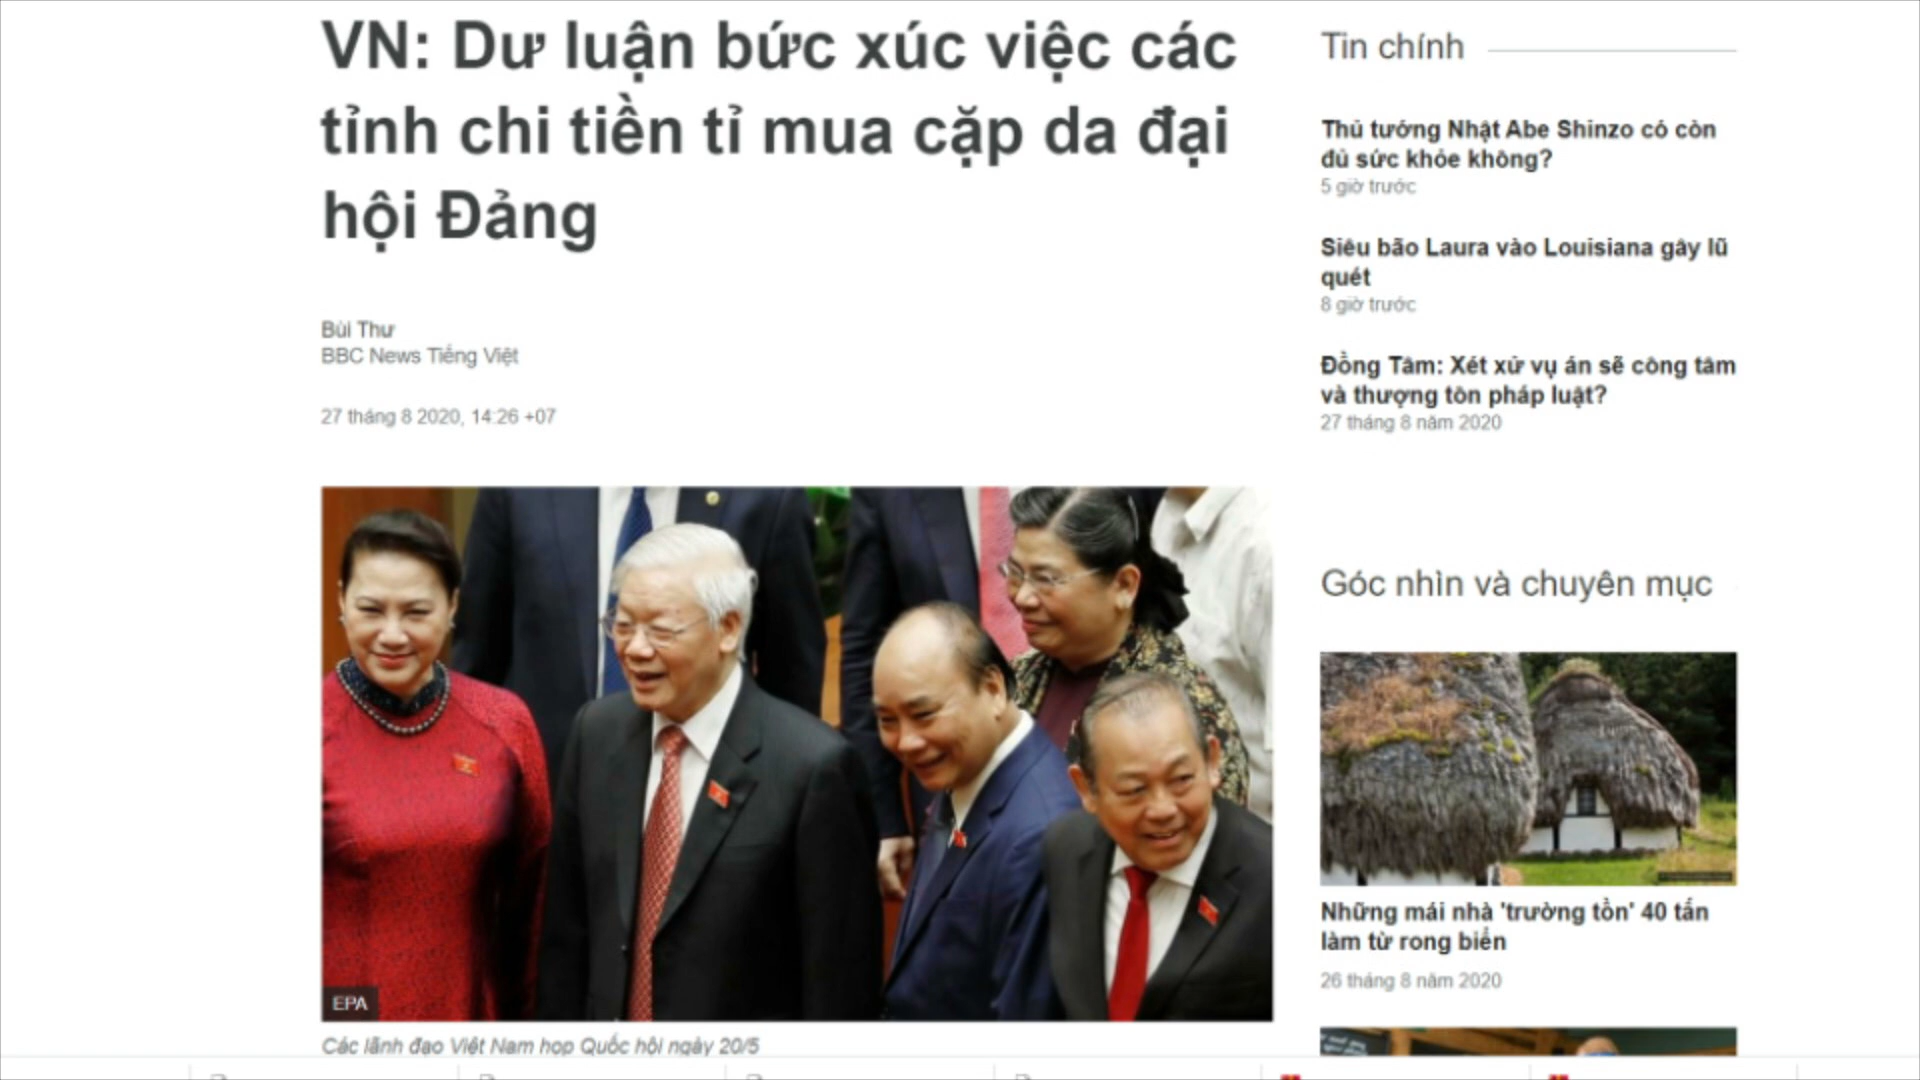 VN: Dư luận bức xúc việc các
tỉnh chi tiền tỉ mua cặp da đại
hội Đảng
Bùi Thư
BBC News Tiếng Việt
27 tháng 8 2020, 14:26 +07
EPA
Các lãnh đạo Việt Nam họp Quốc hội ngày 20/5
Tin chính
Thủ tướng Nhật Abe Shinzo có còn
đủ sức khỏe không?
5 giờ trước
Siêu bão Laura vào Louisiana gây lũ
quét
8 giờ trước
Đồng Tâm: Xét xử vụ án sẽ công tâm
và thượng tôn pháp luật?
27 tháng 8 năm 2020
Góc nhìn và chuyên mục
Những mái nhà 'trường tồn' 40 tấn
làm từ rong biển
26 tháng 8 năm 2020